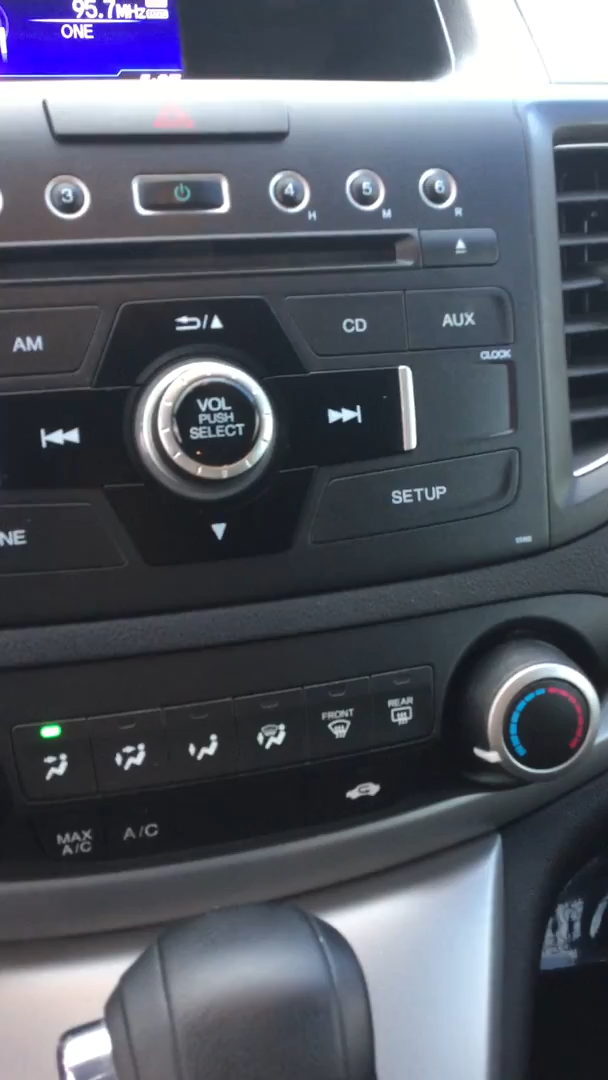 95.7MHz
ONE
3
4
H
5
M
6
R
AM
CD
AUX
CLOCK
VOL
PUSH
SELECT
SETUP
NE
FRONT
REAR
MAX
A/C
A/C